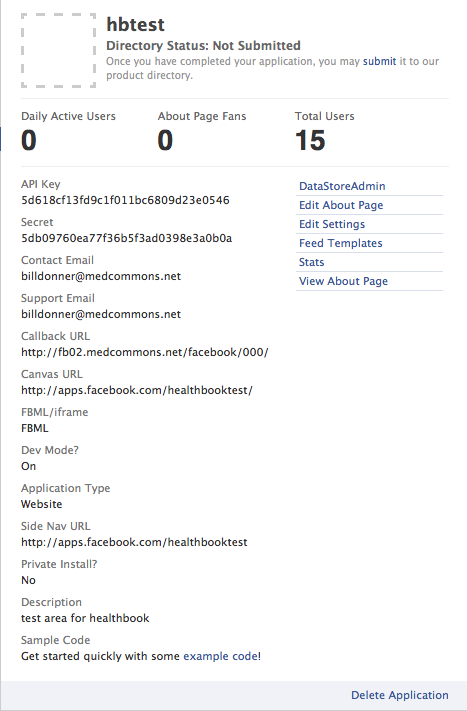 hbtest
Directory Status: Not Submitted
Once you have completed your application, you may submit it to our
product directory.
Daily Active Users
0
About Page Fans
0
Total Users
15
API Key
5d618cf13fd9c1f011bc6809d23e0546
Secret
5db09760ea77f36b5f3ad0398e3a0b0a
Contact Email
billdonner@medcommons.net
Support Email
billdonner@medcommons.net
Callback URL
http://fb02.medcommons.net/facebook/000/
Canvas URL
http://apps.facebook.com/healthbooktest/
FBML/iframe
FBML
Dev Mode?
On
Application Type
Website
Side Nav URL
http://apps.facebook.com/healthbooktest
Private Install?
No
Description
test area for healthbook
Sample Code
Get started quickly with some example code!
DataStoreAdmin
Edit About Page
Edit Settings
Feed Templates
Stats
View About Page
Delete Application